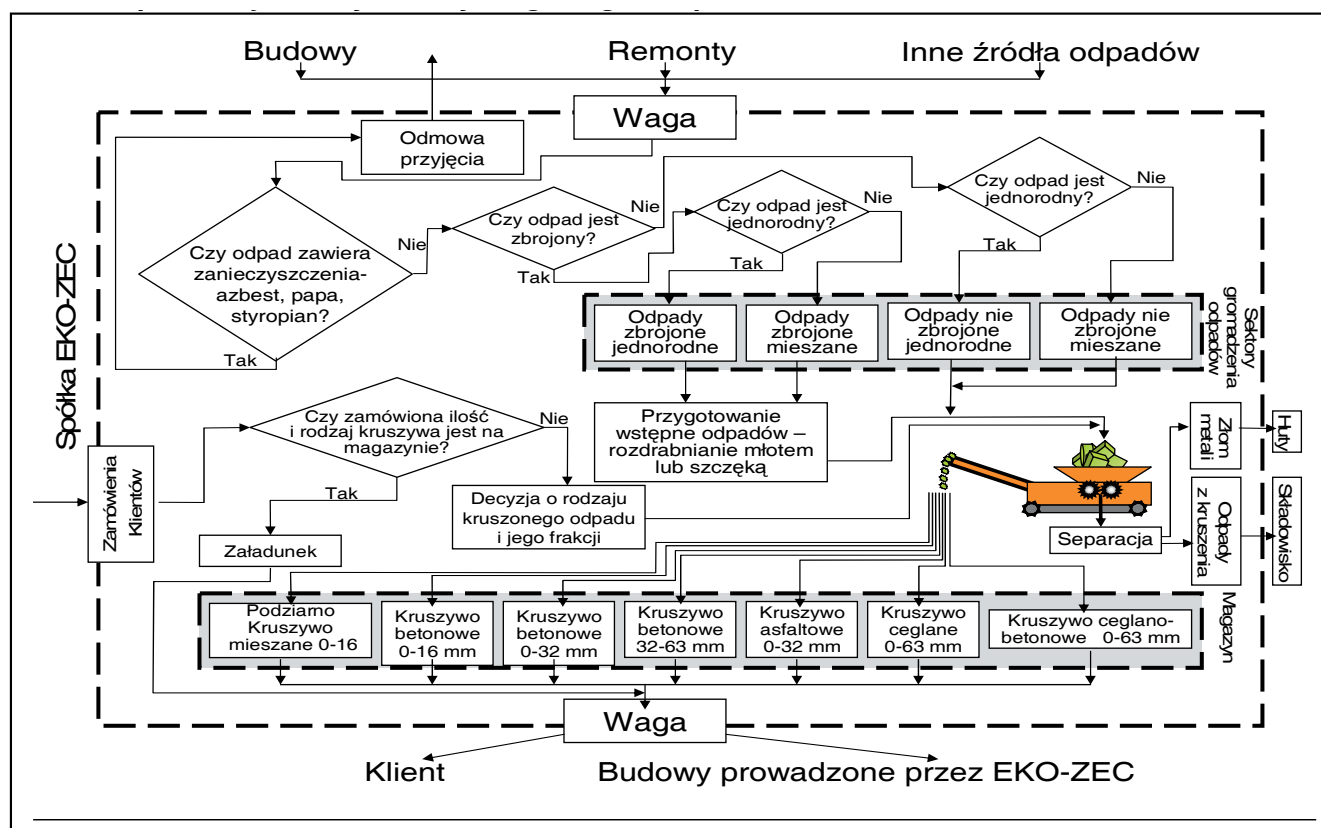 Budowy
Remonty
Inne źródła odpadów
Waga
Odmowa
przyjęcia
Czy odpad zawiera
zanieczyszczenia-
azbest, papa,
styropian?
Nie
Tak
Czy odpad jest
zbrojony?
Nie
Tak
Czy odpad jest
jednorodny?
Nie
Tak
Czy odpad jest
jednorodny?
Nie
Tak
Spółka EKO-ZEC
Odpady
zbrojone
jednorodne
Odpady
zbrojone
mieszane
Odpady nie
zbrojone
jednorodne
Odpady nie
zbrojone
mieszane
Sektory
gromadzenia
odpadów
Zamówienia
Klientów
Czy zamówiona ilość
i rodzaj kruszywa jest na
magazynie?
Nie
Tak
Przygotowanie
wstępne odpadów –
rozdrabnianie młotem
lub szczęką
Decyzja o rodzaju
kruszonego odpadu
i jego frakcji
Załadunek
Separacja
Złom
metali
Huty
Odpady
z kruszenia
Składowisko
Podziarno
Kruszywo
mieszane 0-16
Kruszywo
betonowe
0-16 mm
Kruszywo
betonowe
0-32 mm
Kruszywo
betonowe
32-63 mm
Kruszywo
asfaltowe
0-32 mm
Kruszywo
ceglane
0-63 mm
Kruszywo ceglano-
betonowe 0-63 mm
Magazyn
Waga
Klient
Budowy prowadzone przez EKO-ZEC